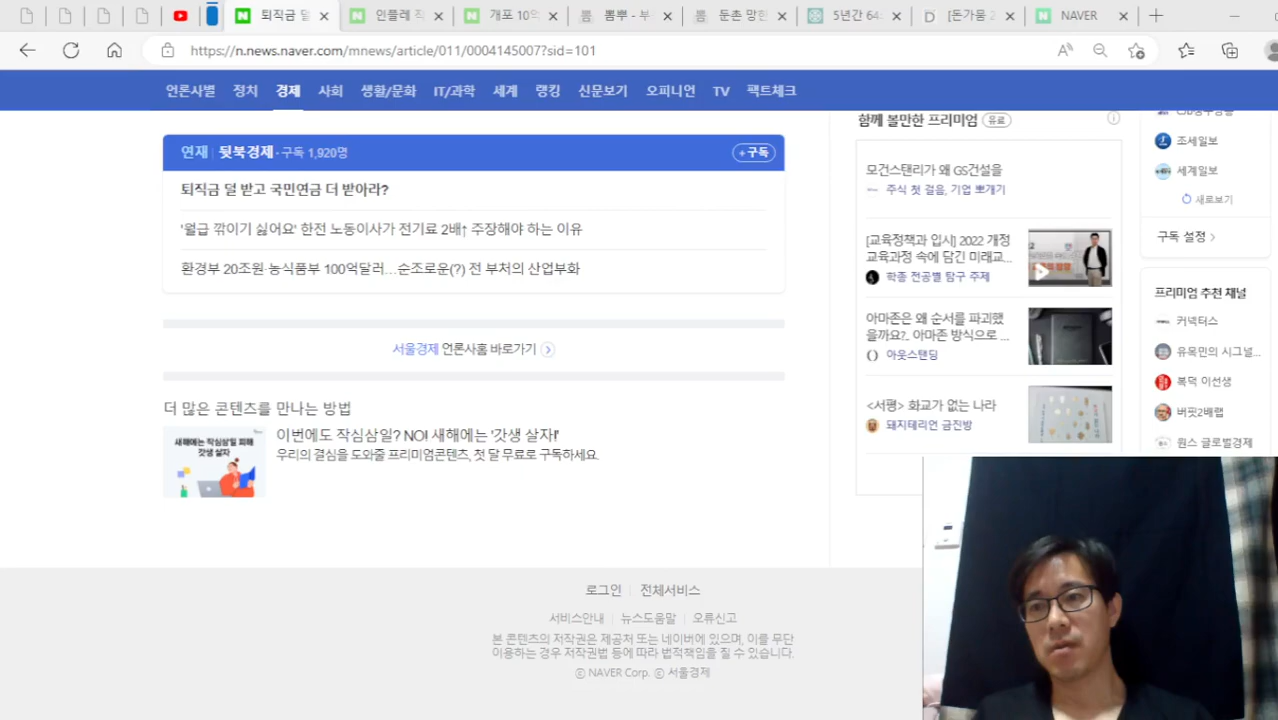 퇴직금 덜
인플레 직
개포 10억
뽐뿌 - 부
둔촌 망한
5년간 64
[돈가뭄 2
NAVER
https://n.news.naver.com/mnews/article/011/0004145007?sid=101
언론사별 정치 경제 사회 생활/문화 IT/과학 세계 랭킹 신문보기 오피니언 TV 팩트체크
연재 뒷북경제 · 구독 1,920명
+구독
퇴직금 덜 받고 국민연금 더 받아라?
'월급 깎이기 싫어요' 한전 노동이사가 전기료 2배↑ 주장해야 하는 이유
환경부 20조원·농식품부 100억달러…순조로운(?) 전 부처의 산업부화
서울경제 언론사홈 바로가기
더 많은 콘텐츠를 만나는 방법
새해에는 작심삼일 피해
갓생 살자
이번에도 작심삼일? NO! 새해에는 '갓생 살자!'
우리의 결심을 도와줄 프리미엄콘텐츠, 첫 달 무료로 구독하세요.
함께 볼만한 프리미엄 유료
모건스탠리가 왜 GS건설을
주식 첫 걸음, 기업 뽀개기
[교육정책과 입시] 2022 개정
교육과정 속에 담긴 미래교...
학종 전공별 탐구 주제
아마존은 왜 순서를 파괴했
을까요?.. 아마존 방식으로 ...
아웃스탠딩
<서평> 화교가 없는 나라
돼지테리언 금진방
조세일보
세계일보
새로보기
구독 설정
프리미엄 추천 채널
커넥터스
유목민의 시그널...
복덕 이선생
버핏2배랩
원스 글로벌경제
로그인 전체서비스
서비스안내 뉴스도움말 오류신고
본 콘텐츠의 저작권은 제공처 또는 네이버에 있으며, 이를 무단
이용하는 경우 저작권법 등에 따라 법적책임을 질 수 있습니다.
ⓒ NAVER Corp. ⓒ 서울경제